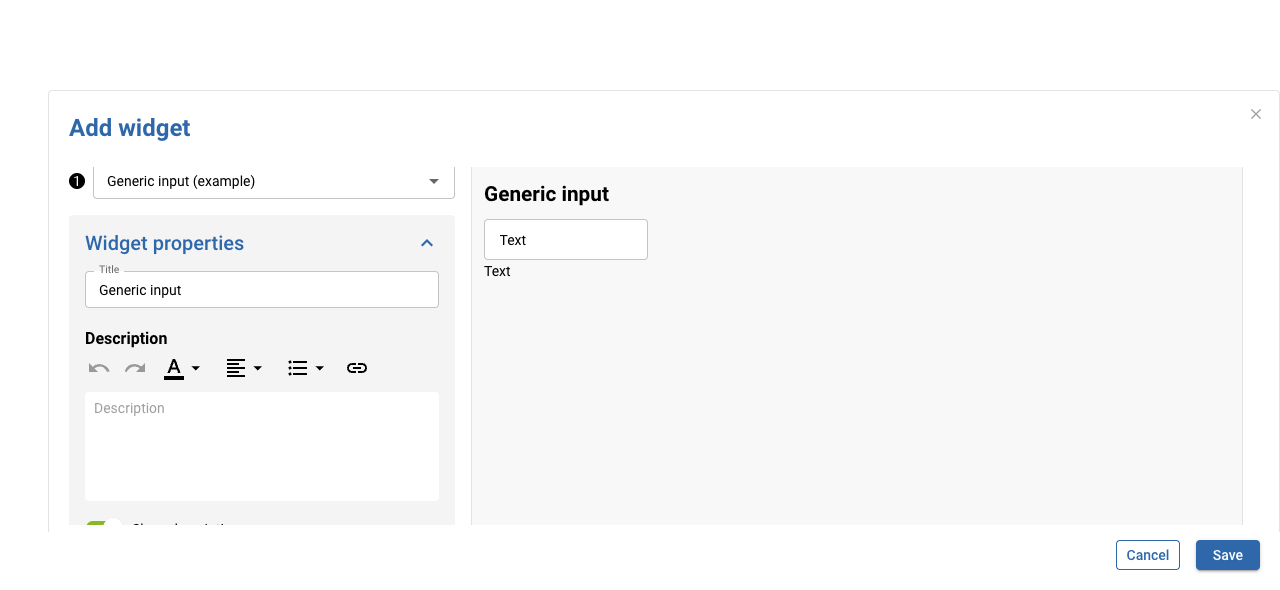 Add widget
1
Generic input (example)
Widget properties
Title
Generic input
Description
A
Description
Generic input
Text
Text
Cancel
Save